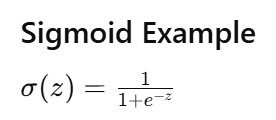 Sigmoid Example
σ(z) = 1/(1+e^{-z})